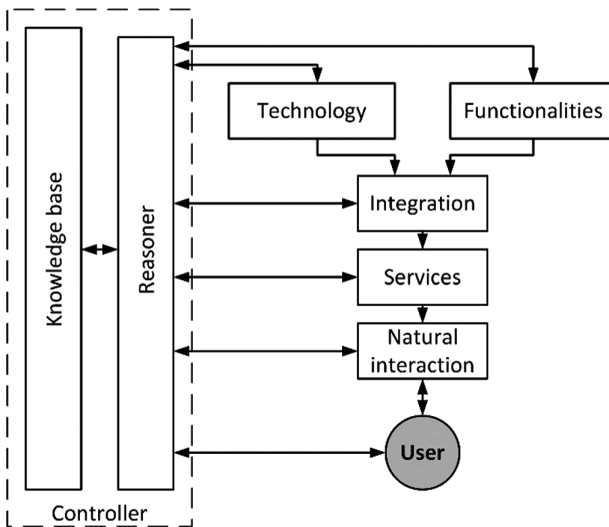 Knowledge base
Reasoner
Controller
Technology
Functionalities
Integration
Services
Natural
interaction
User